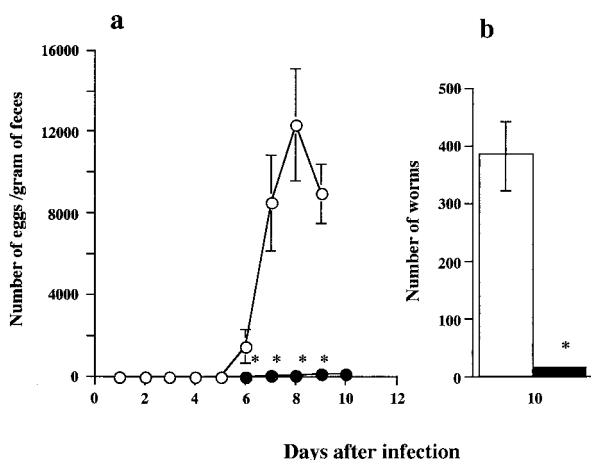 a
Number of eggs /gram of feces
16000
12000
8000
4000
0
* * * *
0 2 4 6 8 10 12
b
Number of worms
500
400
300
200
100
0
*
10
Days after infection